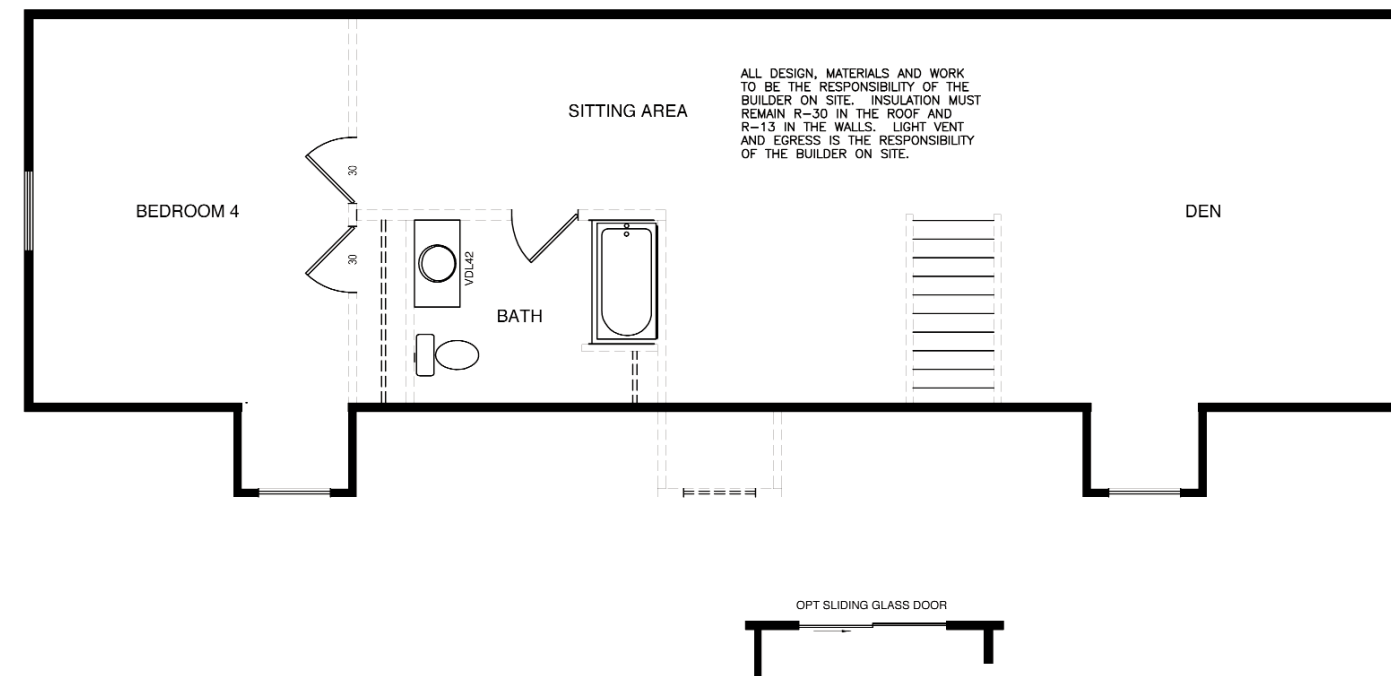 ALL DESIGN, MATERIALS AND WORK
TO BE THE RESPONSIBILITY OF THE
BUILDER ON SITE. INSULATION MUST
REMAIN R-30 IN THE ROOF AND
R-13 IN THE WALLS. LIGHT VENT
AND EGRESS IS THE RESPONSIBILITY
OF THE BUILDER ON SITE.
SITTING AREA
30
BEDROOM 4
DEN
30
VDL42
BATH
OPT SLIDING GLASS DOOR